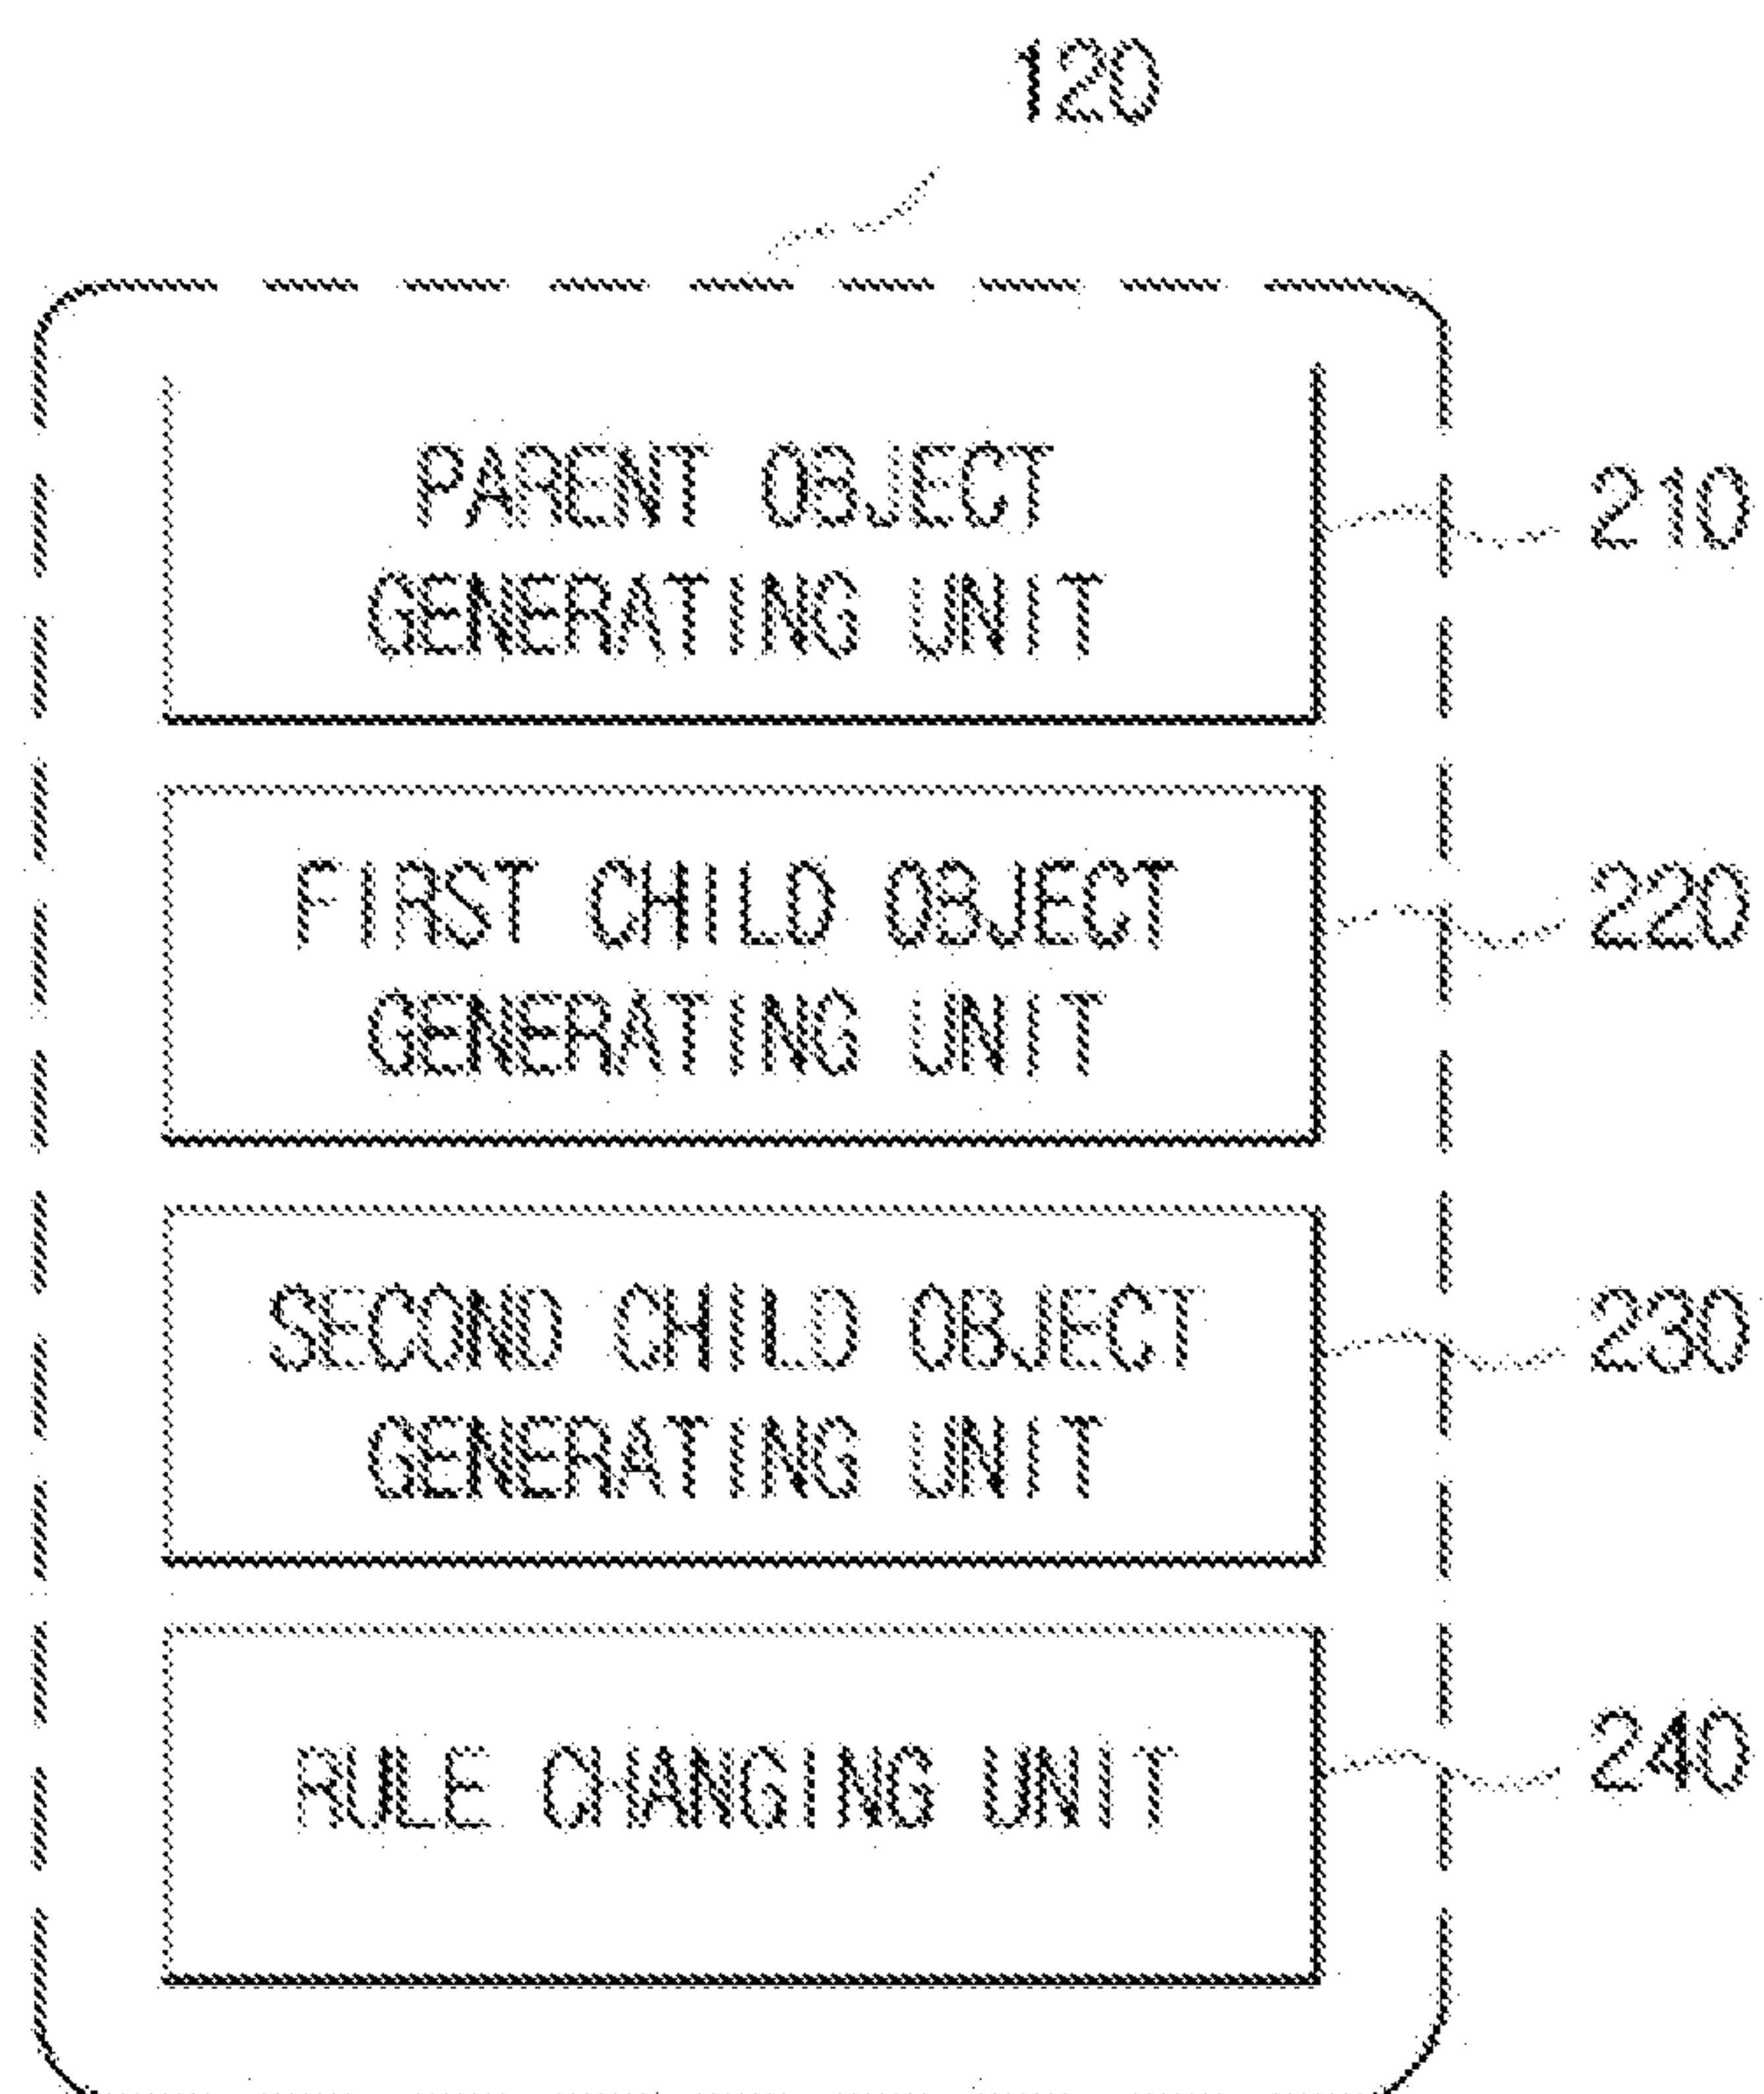 120
PARENT OBJECT
GENERATING UNIT
210
FIRST CHILD OBJECT
GENERATING UNIT
220
SECOND CHILD OBJECT
GENERATING UNIT
230
RULE CHANGING UNIT
240